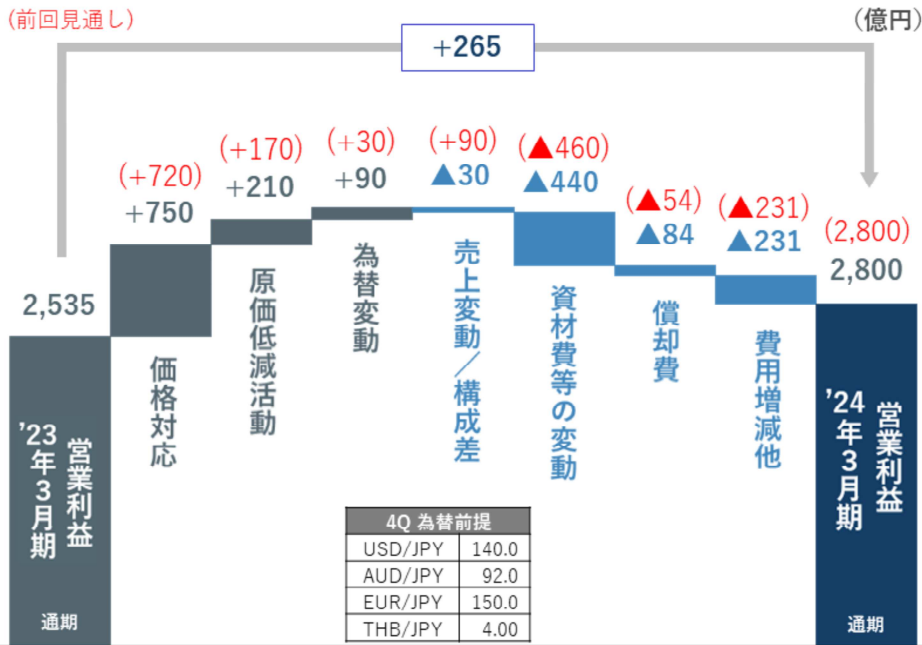 (前回見通し)
(億円)
+265
(+720)
+750
(+170)
+210
(+30)
+90
(+90)
▲30
(▲460)
▲440
(▲54)
▲84
(▲231)
▲231
(2,800)
2,800
2,535
価格対応
原価低減活動
為替変動
売上変動/構成差
資材費等の変動
償却費
費用増減他
営業利益
’23年3月期
通期
4Q 為替前提
USD/JPY 140.0
AUD/JPY 92.0
EUR/JPY 150.0
THB/JPY 4.00
営業利益
’24年3月期
通期